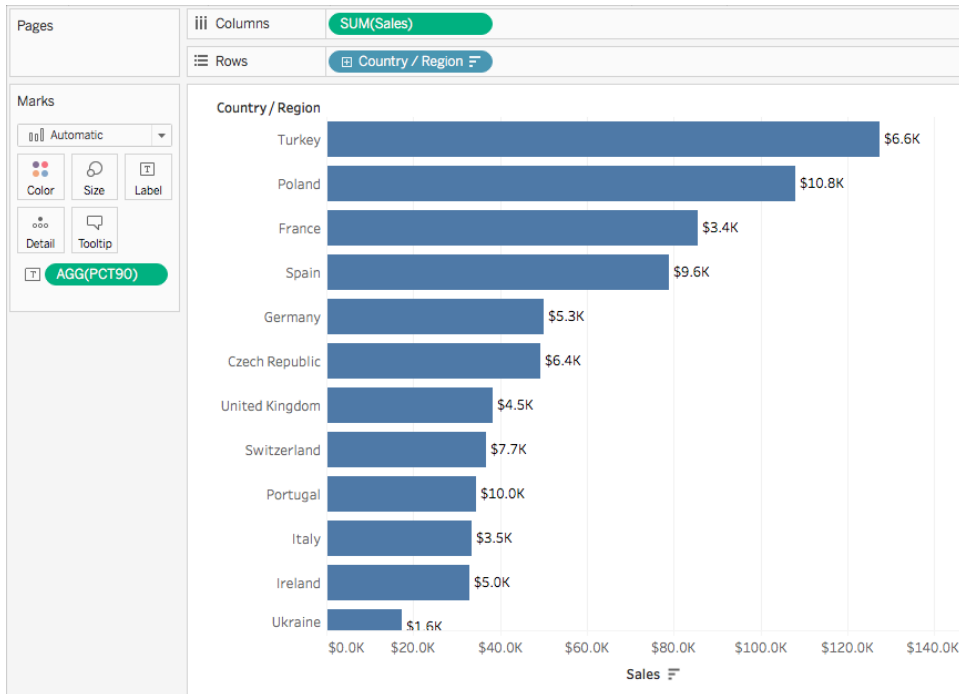 Pages
Columns
SUM(Sales)
Rows
Country / Region
Marks
Automatic
Color
Size
T
Label
Detail
Tooltip
T
AGG(PCT90)
Country / Region
Turkey $6.6K
Poland $10.8K
France $3.4K
Spain $9.6K
Germany $5.3K
Czech Republic $6.4K
United Kingdom $4.5K
Switzerland $7.7K
Portugal $10.0K
Italy $3.5K
Ireland $5.0K
Ukraine $1.6K
$0.0K $20.0K $40.0K $60.0K $80.0K $100.0K $120.0K $140.0K
Sales